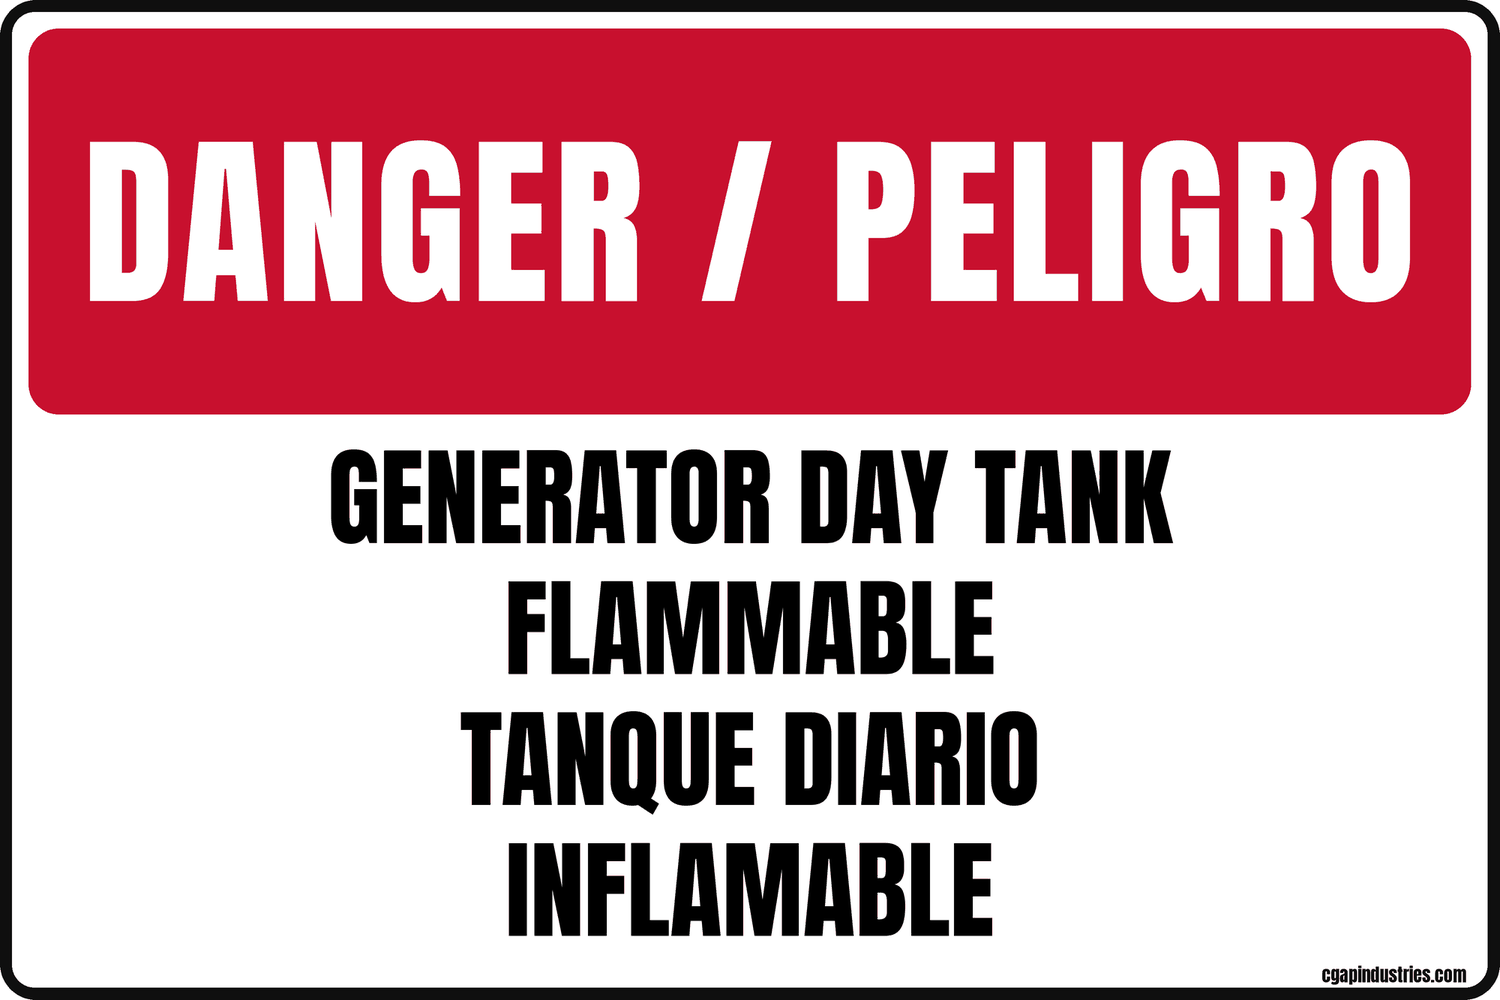 DANGER / PELIGRO
GENERATOR DAY TANK
FLAMMABLE
TANQUE DIARIO
INFLAMABLE
cgapindustries.com